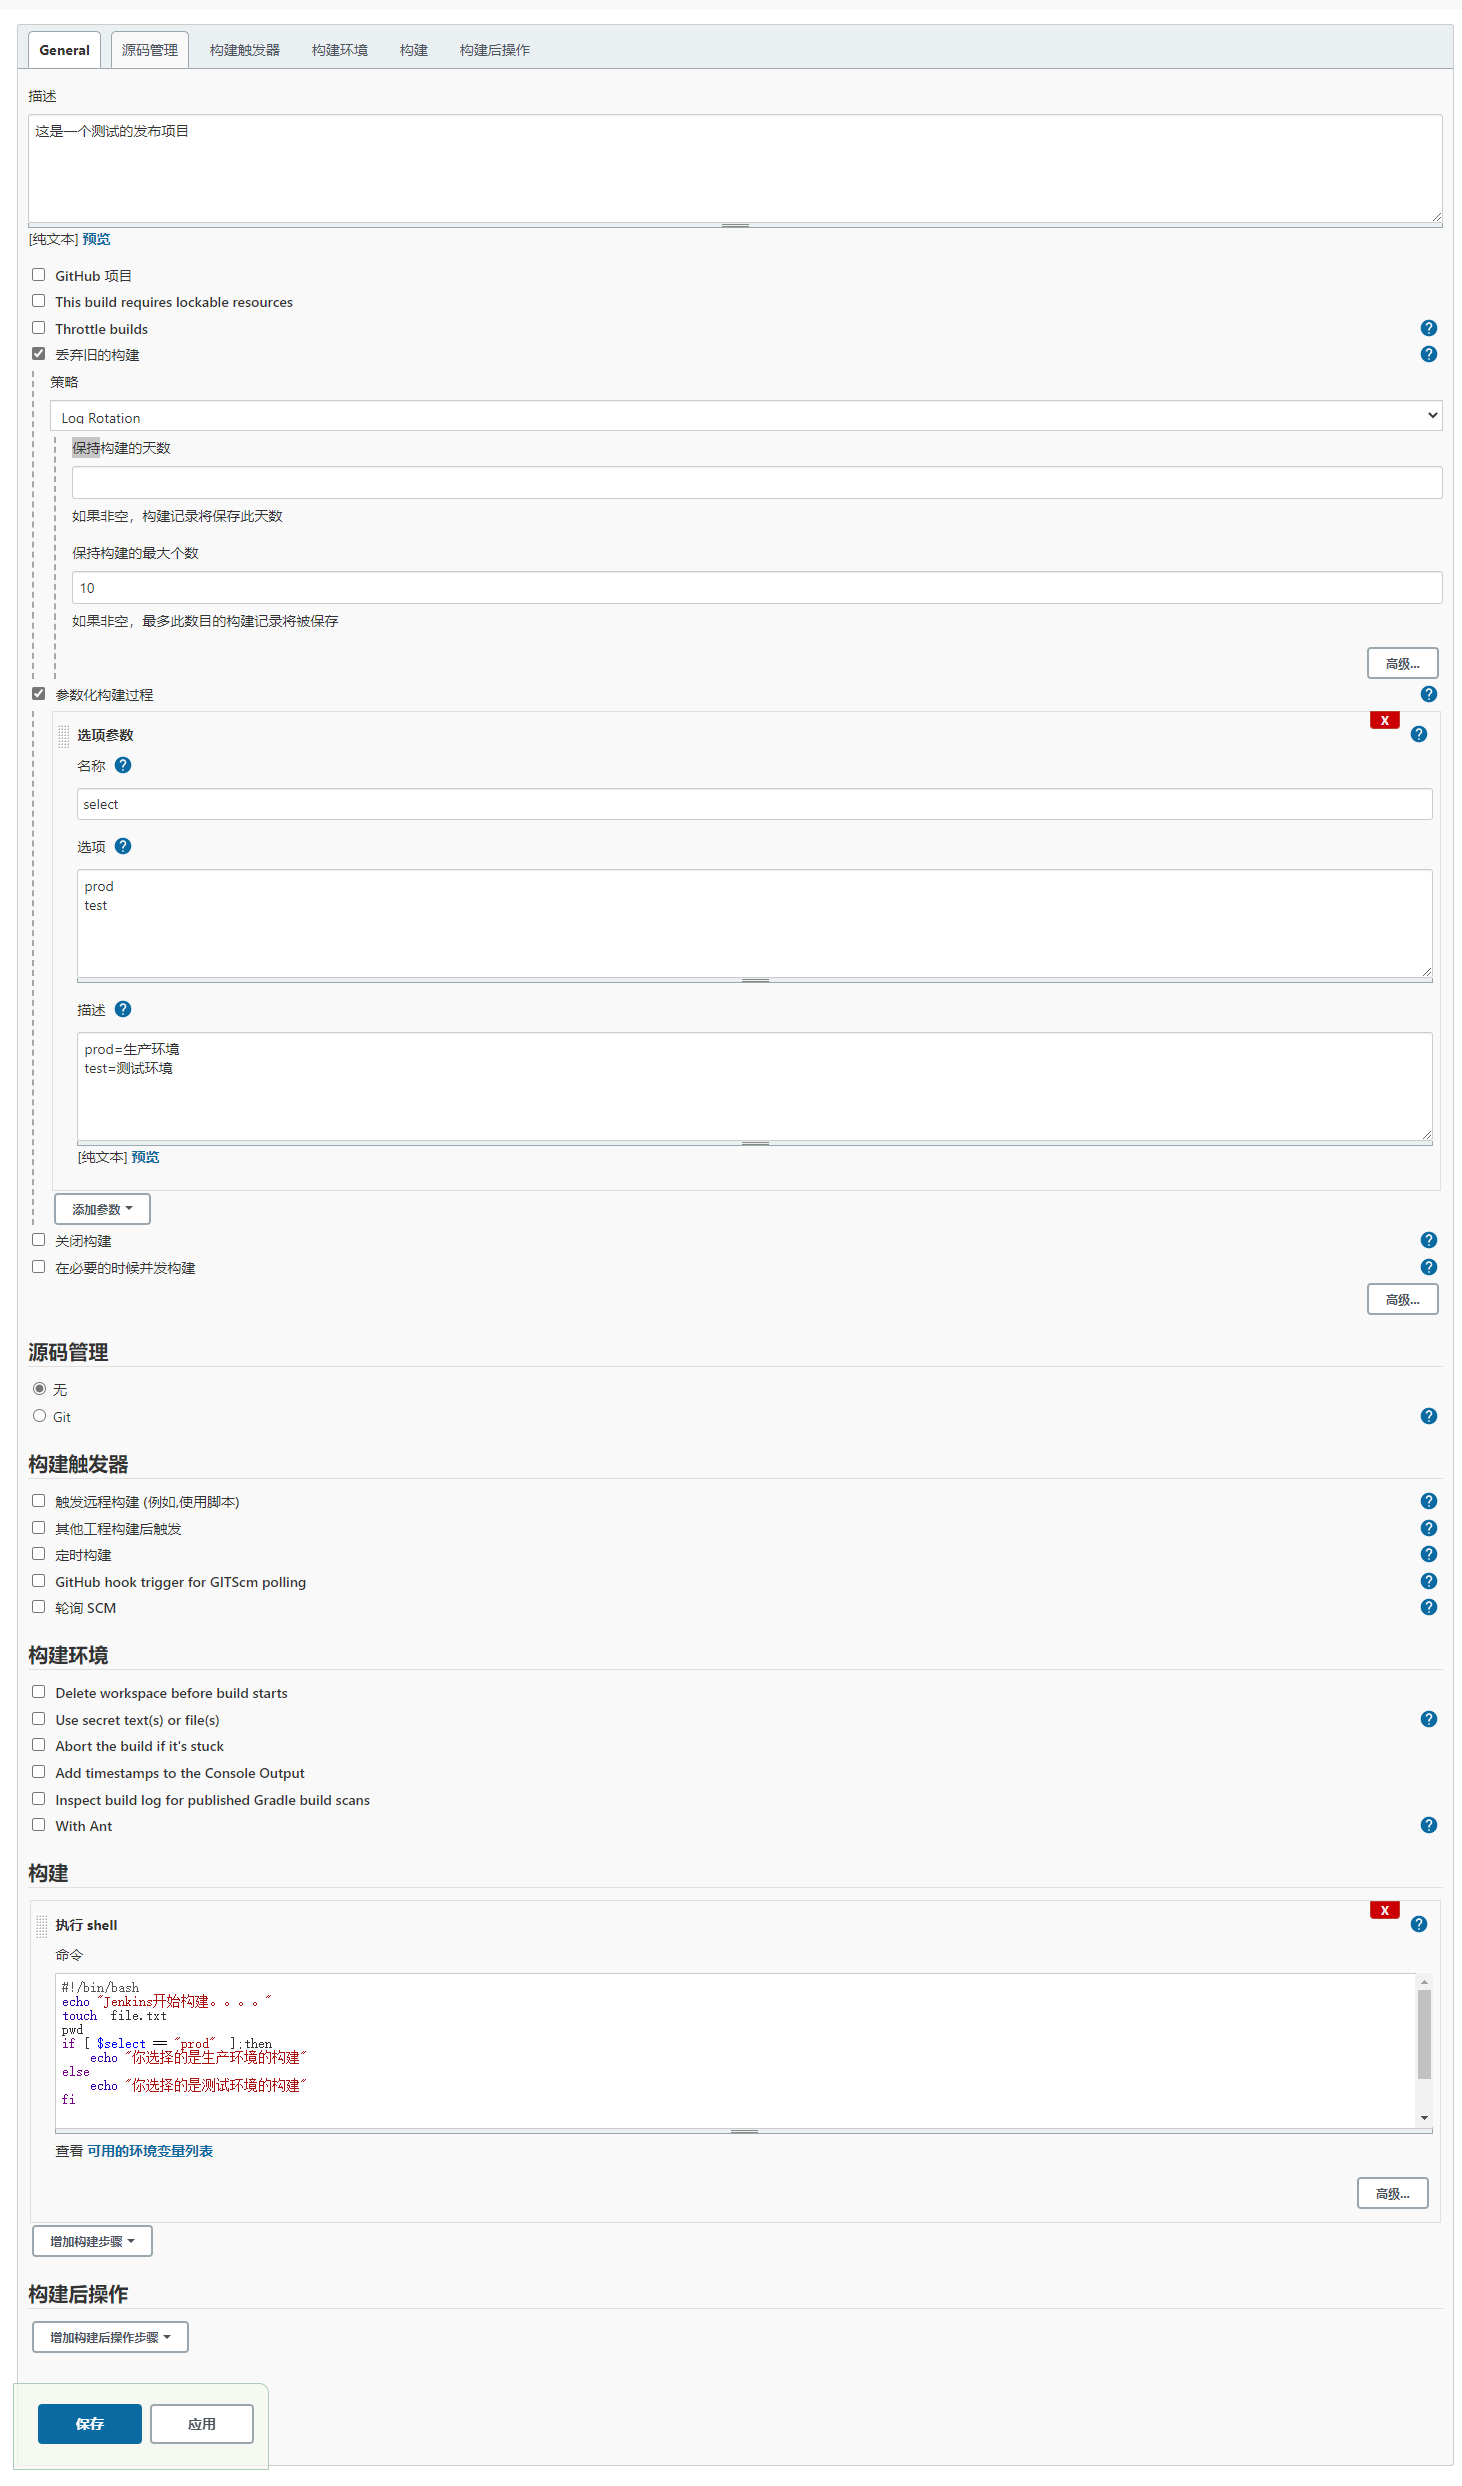 General 源码管理 构建触发器 构建环境 构建 构建后操作
描述
这是一个测试的发布项目
[纯文本] 预览
GitHub 项目
This build requires lockable resources
Throttle builds
丢弃旧的构建
策略
Log Rotation
保持构建的天数
如果非空，构建记录将保存此天数
保持构建的最大个数
10
如果非空，最多此数目的构建记录将被保存
高级...
参数化构建过程
X
选项参数
名称
select
选项
prod
test
描述
prod=生产环境
test=测试环境
[纯文本] 预览
添加参数
关闭构建
在必要的时候并发构建
高级...
源码管理
无
Git
构建触发器
触发远程构建 (例如,使用脚本)
其他工程构建后触发
定时构建
GitHub hook trigger for GITScm polling
轮询 SCM
构建环境
Delete workspace before build starts
Use secret text(s) or file(s)
Abort the build if it's stuck
Add timestamps to the Console Output
Inspect build log for published Gradle build scans
With Ant
构建
X
执行 shell
命令
#!/bin/bash
echo "Jenkins开始构建。。。。"
touch  file.txt
pwd
if [ $select == "prod"  ];then
    echo "你选择的是生产环境的构建"
else
    echo "你选择的是测试环境的构建"
fi
查看 可用的环境变量列表
高级...
增加构建步骤
构建后操作
增加构建后操作步骤
保存 应用